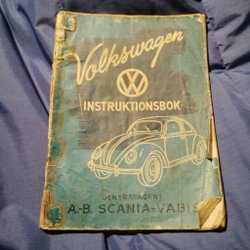 Volkswagen
VW
INSTRUKTIONSBOK
GENERALAGENT
A.-B. SCANIA-VABIS